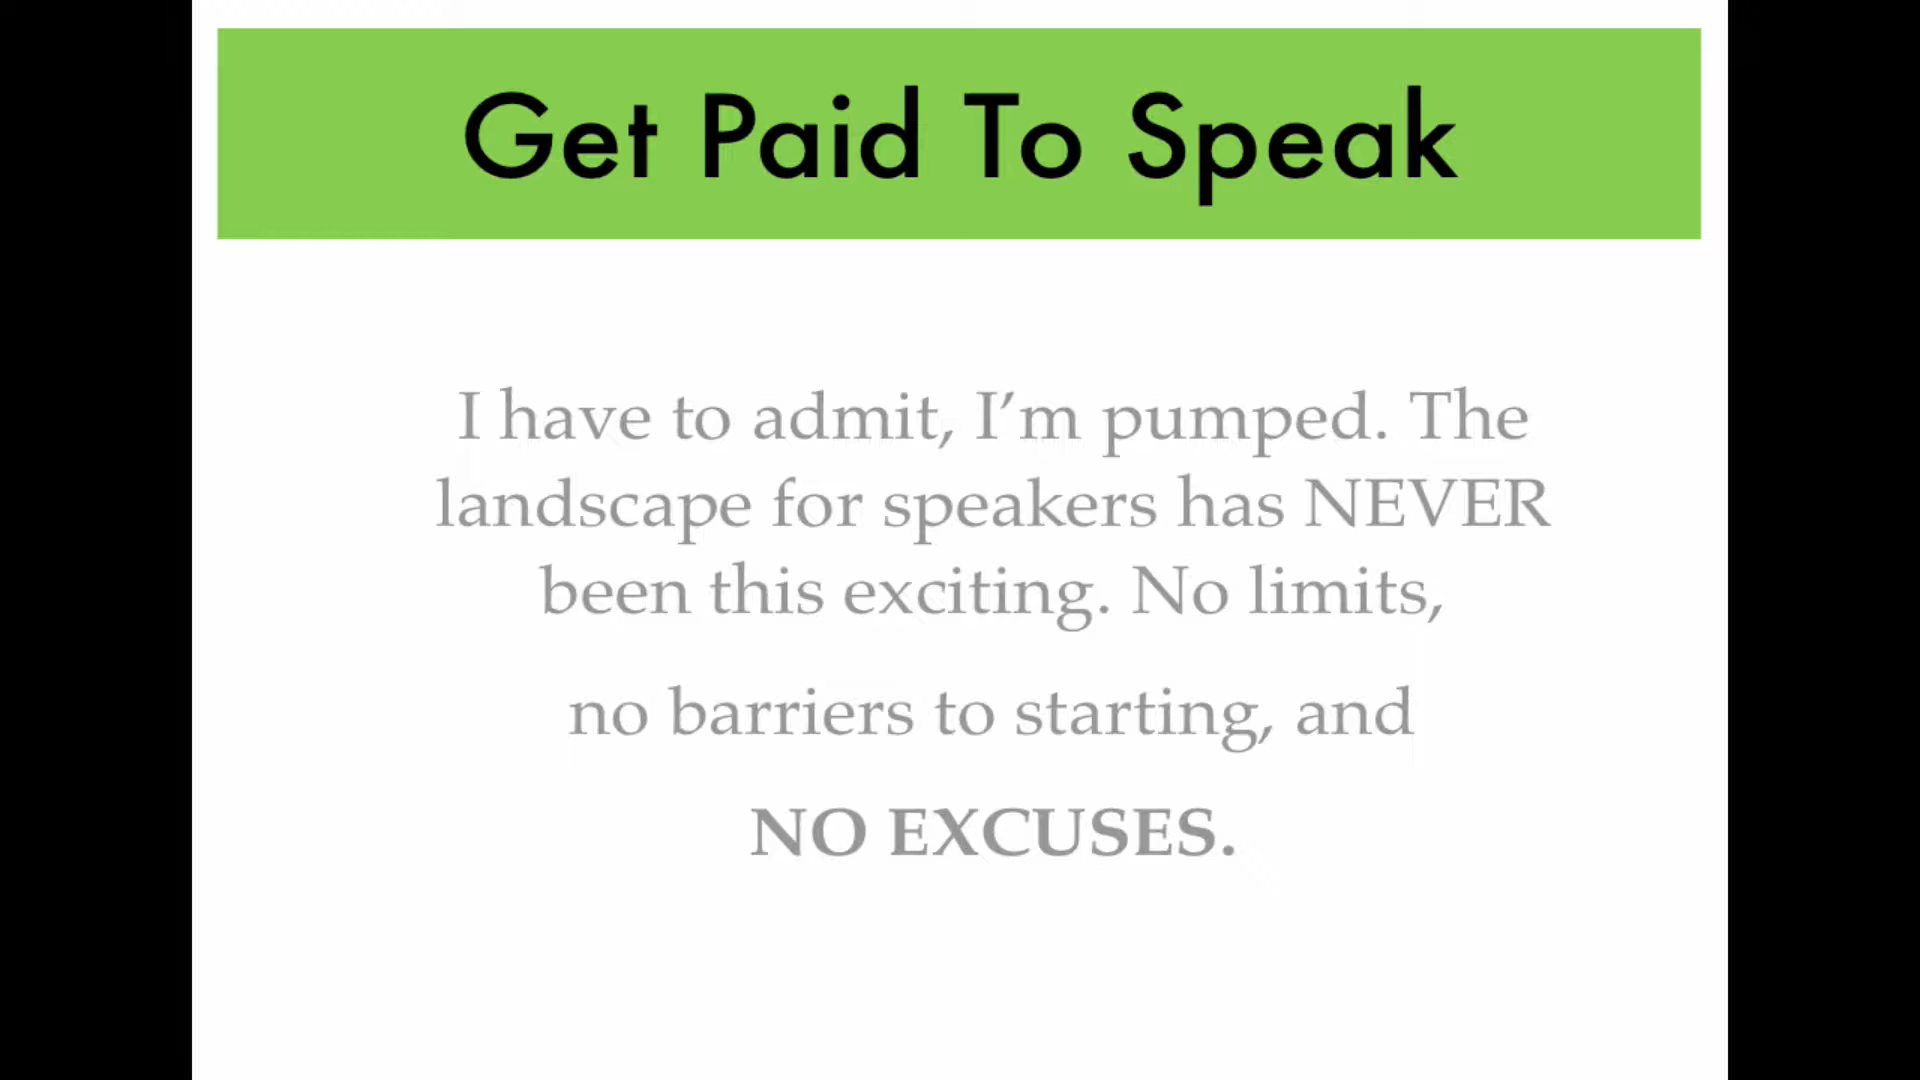 Get Paid To Speak
I have to admit, I’m pumped. The
landscape for speakers has NEVER
been this exciting. No limits,
no barriers to starting, and
NO EXCUSES.